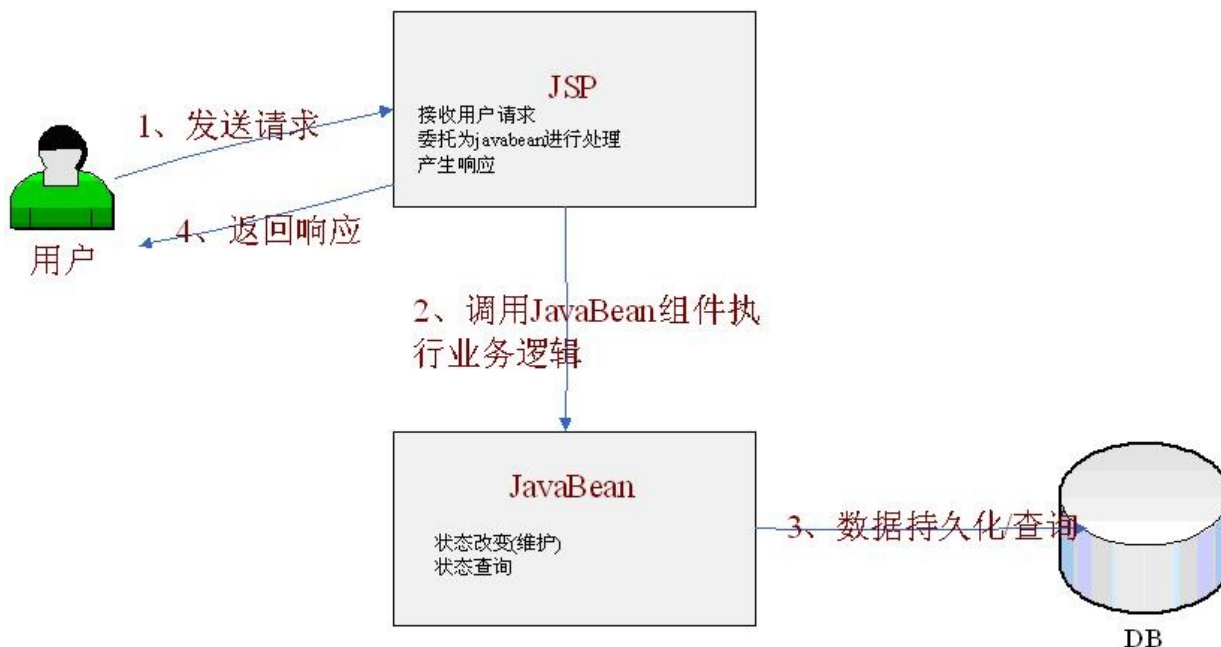 JSP
接收用户请求
委托为javabean进行处理
产生响应
1、发送请求
4、返回响应
用户
2、调用JavaBean组件执
行业务逻辑
JavaBean
状态改变(维护)
状态查询
3、数据持久化/查询
DB